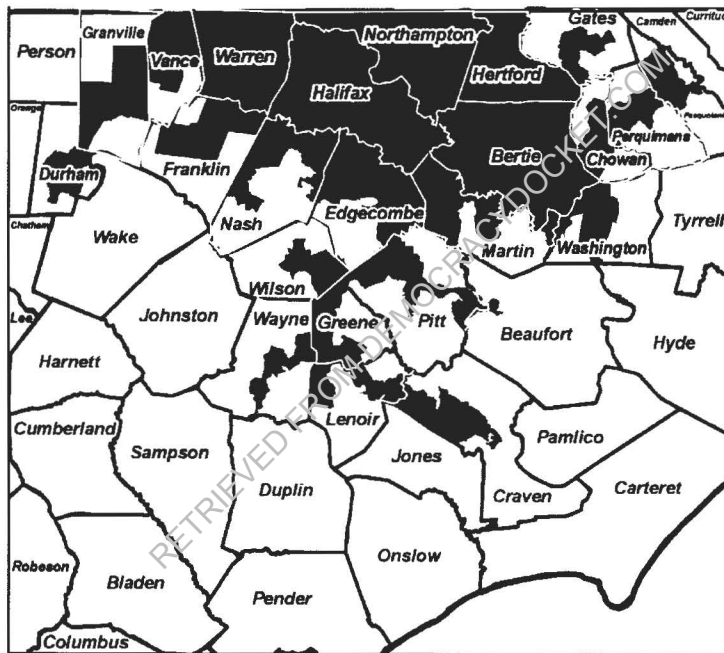 Granville
Gates
Camden
Person
Northampton
Vance
Warren
Hertford
Halifax
Orange
Bertie
Perquimans
Durham
Franklin
Chowan
Nash
Edgecombe
Martin
Washington
Tyrrell
Chatham
Wake
Wilson
Lee
Johnston
Wayne
Pitt
Beaufort
Hyde
Harnett
Lenoir
Cumberland
Sampson
Jones
Pamlico
Duplin
Craven
Carteret
Onslow
Robeson
Bladen
Pender
Columbus
RETRIEVED FROM DEMOCRACYDOCKET.COM